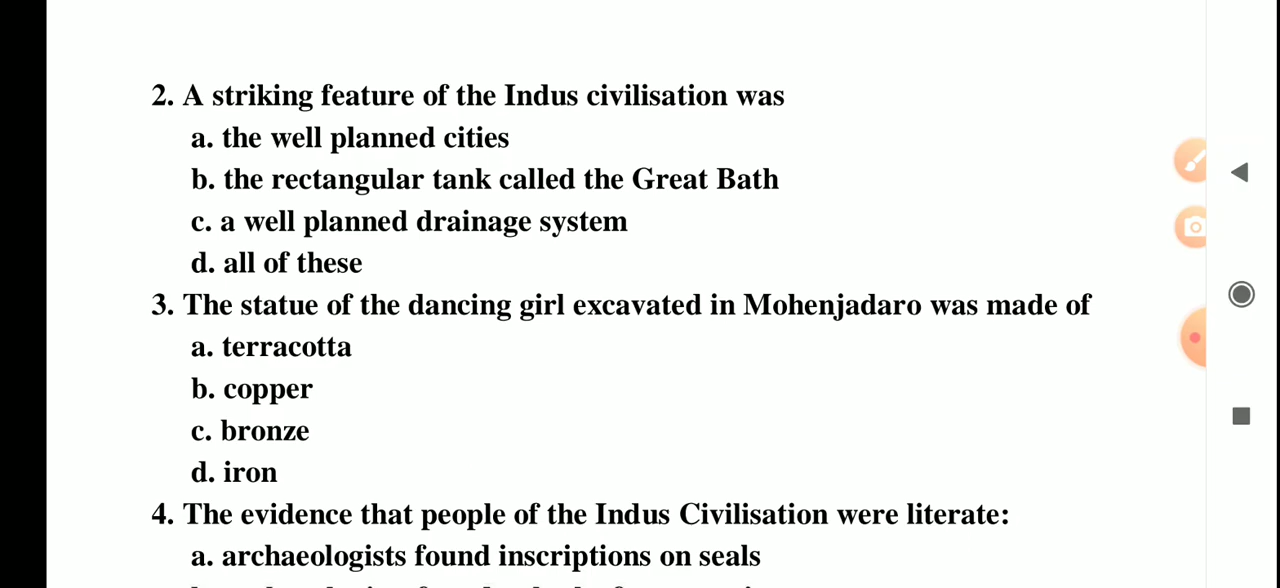 2. A striking feature of the Indus civilisation was
a. the well planned cities
b. the rectangular tank called the Great Bath
c. a well planned drainage system
d. all of these
3. The statue of the dancing girl excavated in Mohenjadaro was made of
a. terracotta
b. copper
c. bronze
d. iron
4. The evidence that people of the Indus Civilisation were literate:
a. archaeologists found inscriptions on seals